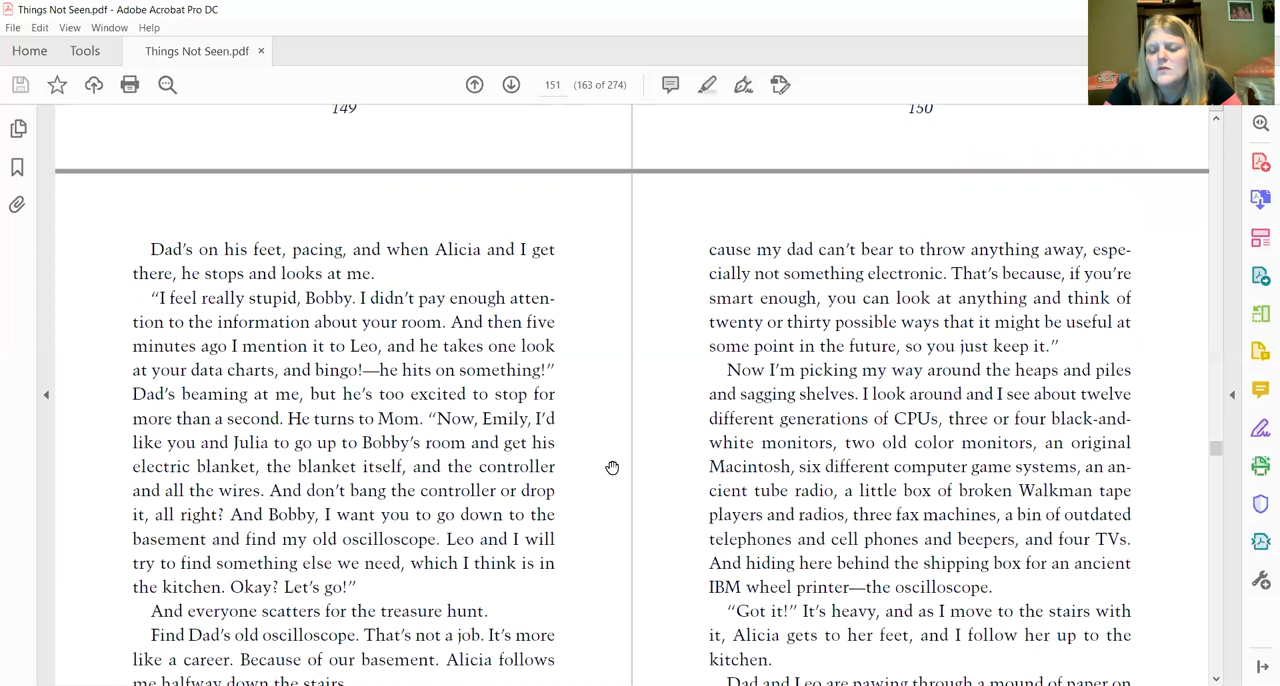 Things Not Seen.pdf - Adobe Acrobat Pro DC
File Edit View Window Help
Home Tools Things Not Seen.pdf ×
151 (163 of 274)
149
Dad's on his feet, pacing, and when Alicia and I get
there, he stops and looks at me.
"I feel really stupid, Bobby. I didn't pay enough atten-
tion to the information about your room. And then five
minutes ago I mention it to Leo, and he takes one look
at your data charts, and bingo!—he hits on something!"
Dad's beaming at me, but he's too excited to stop for
more than a second. He turns to Mom. "Now, Emily, I'd
like you and Julia to go up to Bobby's room and get his
electric blanket, the blanket itself, and the controller
and all the wires. And don't bang the controller or drop
it, all right? And Bobby, I want you to go down to the
basement and find my old oscilloscope. Leo and I will
try to find something else we need, which I think is in
the kitchen. Okay? Let's go!"
And everyone scatters for the treasure hunt.
Find Dad's old oscilloscope. That's not a job. It's more
like a career. Because of our basement. Alicia follows
me halfway down the stairs.
150
cause my dad can't bear to throw anything away, espe-
cially not something electronic. That's because, if you're
smart enough, you can look at anything and think of
twenty or thirty possible ways that it might be useful at
some point in the future, so you just keep it."
Now I'm picking my way around the heaps and piles
and sagging shelves. I look around and I see about twelve
different generations of CPUs, three or four black-and-
white monitors, two old color monitors, an original
Macintosh, six different computer game systems, an an-
cient tube radio, a little box of broken Walkman tape
players and radios, three fax machines, a bin of outdated
telephones and cell phones and beepers, and four TVs.
And hiding here behind the shipping box for an ancient
IBM wheel printer—the oscilloscope.
"Got it!" It's heavy, and as I move to the stairs with
it, Alicia gets to her feet, and I follow her up to the
kitchen.
Dad and Leo are pawing through a mound of paper on